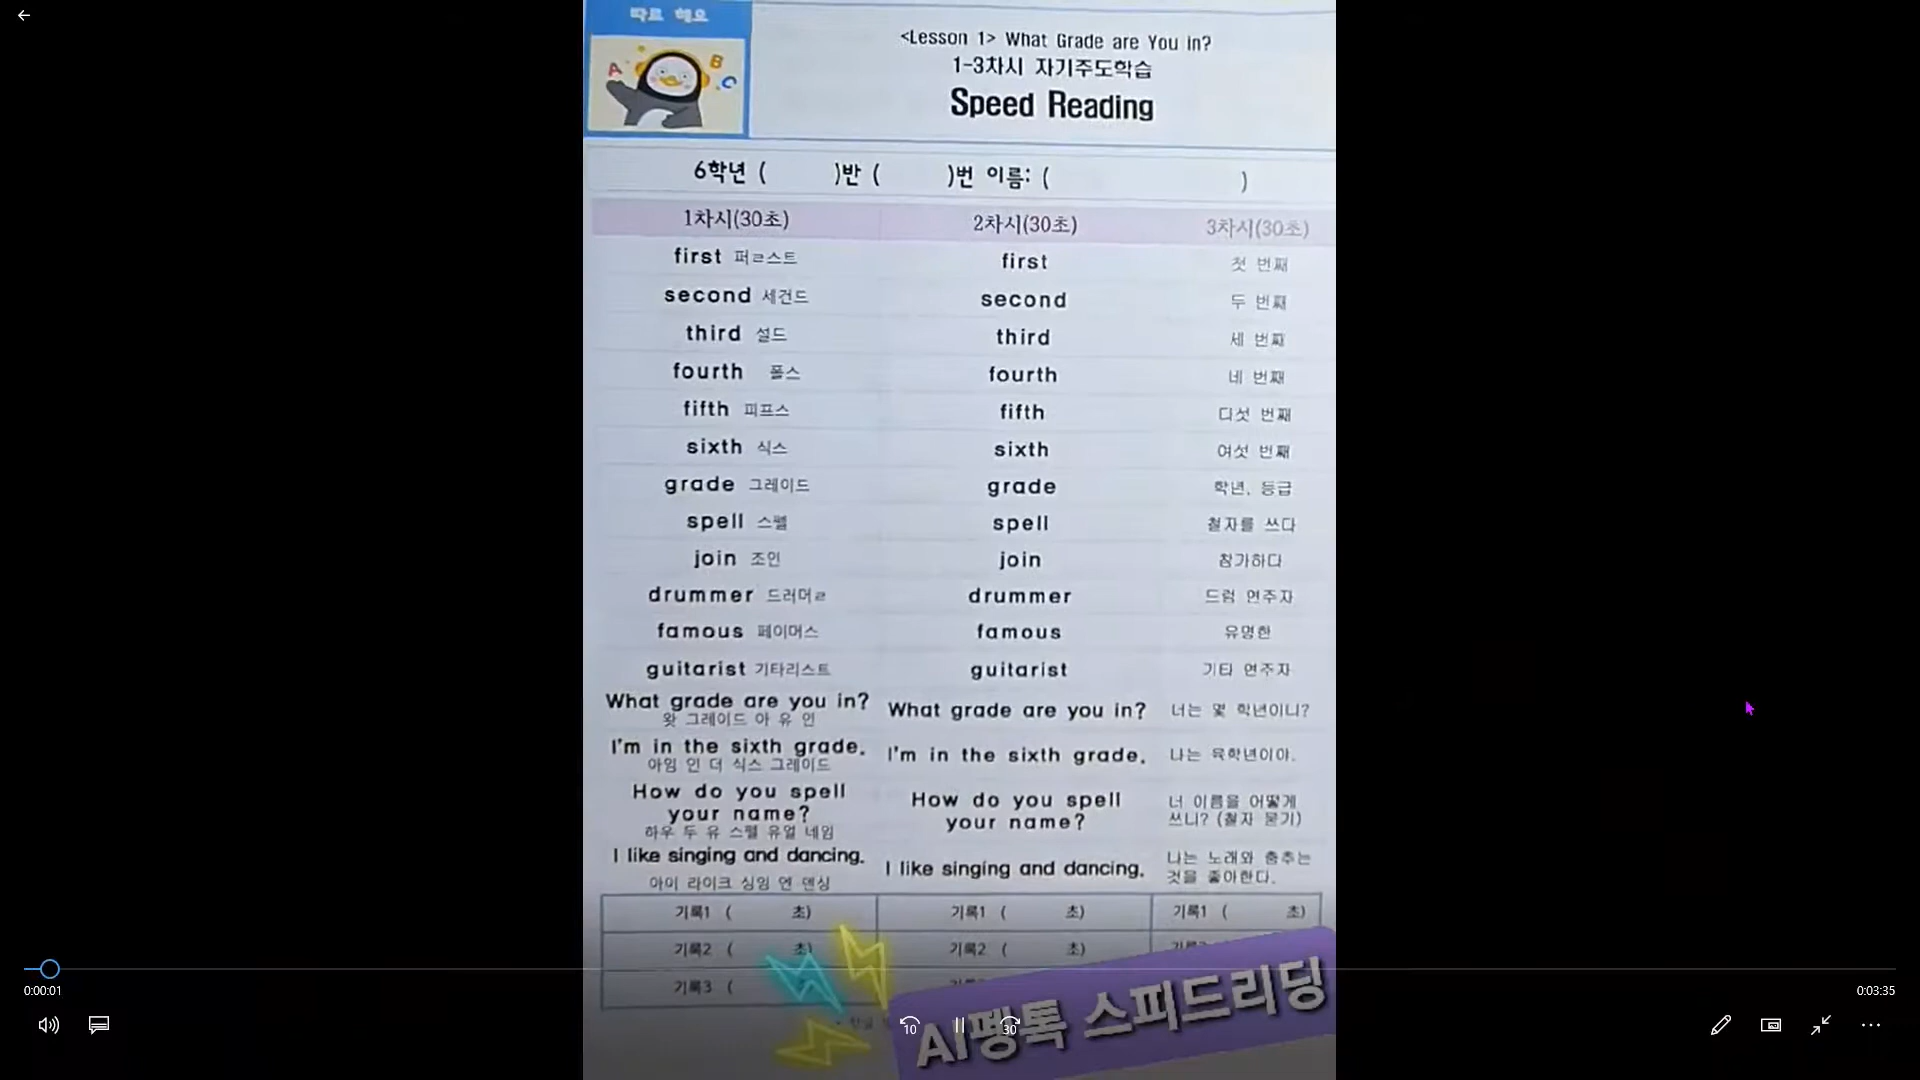 따르 해요
A B C
<Lesson 1> What Grade are You in?
1-3차시 자기주도학습
Speed Reading
6학년 ( )반 ( )번 이름: ( )
1차시(30초) 2차시(30초) 3차시(30초)
first 퍼ㄹ스트 first 첫 번째
second 세건드 second 두 번째
third 설드 third 세 번째
fourth 폴스 fourth 네 번째
fifth 피프스 fifth 디섯 번째
sixth 식스 sixth 여섯 번째
grade 그레이드 grade 학년, 등급
spell 스펠 spell 철자를 쓰다
join 조인 join 참가하다
drummer 드러머ㄹ drummer 드럼 연주자
famous 페이머스 famous 유명한
guitarist 기타리스트 guitarist 기타 연주자
What grade are you in? What grade are you in? 너는 몇 학년이니?
왓 그레이드 아 유 인
I'm in the sixth grade. I'm in the sixth grade. 나는 육학년이야.
아임 인 더 식스 그레이드
How do you spell How do you spell 너 이름을 어떻게
your name? your name? 쓰니? (철자 묻기)
하우 두 유 스펠 유얼 네임
I like singing and dancing. I like singing and dancing. 나는 노래와 춤추는
아이 라이크 싱잉 엔 댄싱 것을 좋아한다.
기록1 ( 초) 기록1 ( 초) 기록1 ( 초)
기록2 ( 초) 기록2 ( 초)
기록3 (
AI펭톡 스피드리딩
0:00:01 0:03:35
10 30